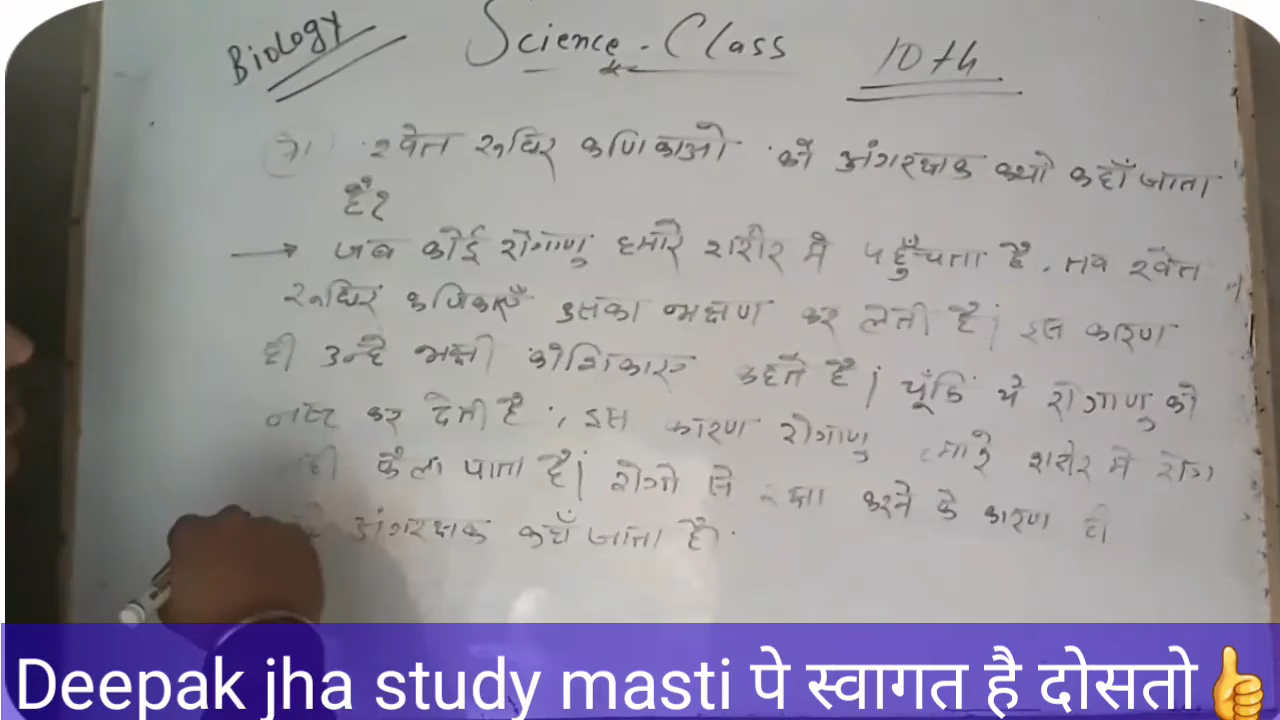 Biology
Science - Class 10th
7। श्वेत रूधिर कणिकाओ को अंगरक्षक क्यो कहाँ जाता
हैं?
→ जब कोई रोगाणु हमारे शरीर मे पहुँचता है, तब श्वेत
रूधिर कणिकाएँ इसका भक्षण कर लेती है। इस कारण
ही उन्हे भक्षी कोशिकाएं कहते है। चूँकि ये रोगाणु को
नष्ट कर देती है, इस कारण रोगाणु हमारे शरीर मे रोग
फैला पाता है। रोगो से रक्षा करने के कारण ही
अंगरक्षक कहाँ जाता है।
Deepak jha study masti पे स्वागत है दोसतो👍